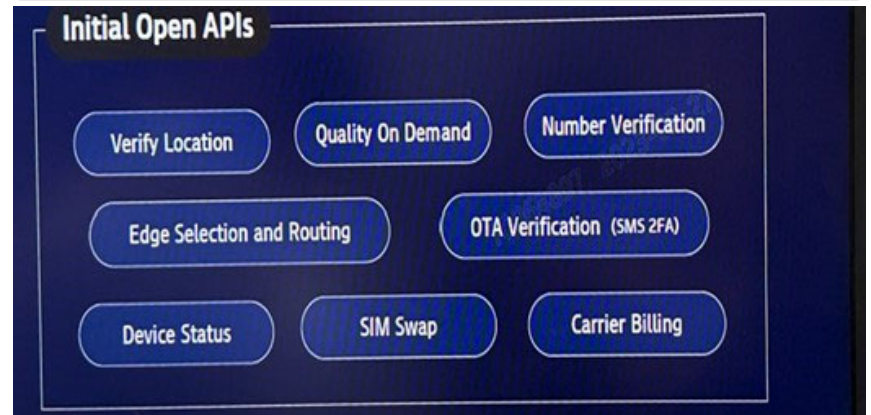 Initial Open APIs
Verify Location
Quality On Demand
Number Verification
Edge Selection and Routing
OTA Verification (SMS 2FA)
Device Status
SIM Swap
Carrier Billing